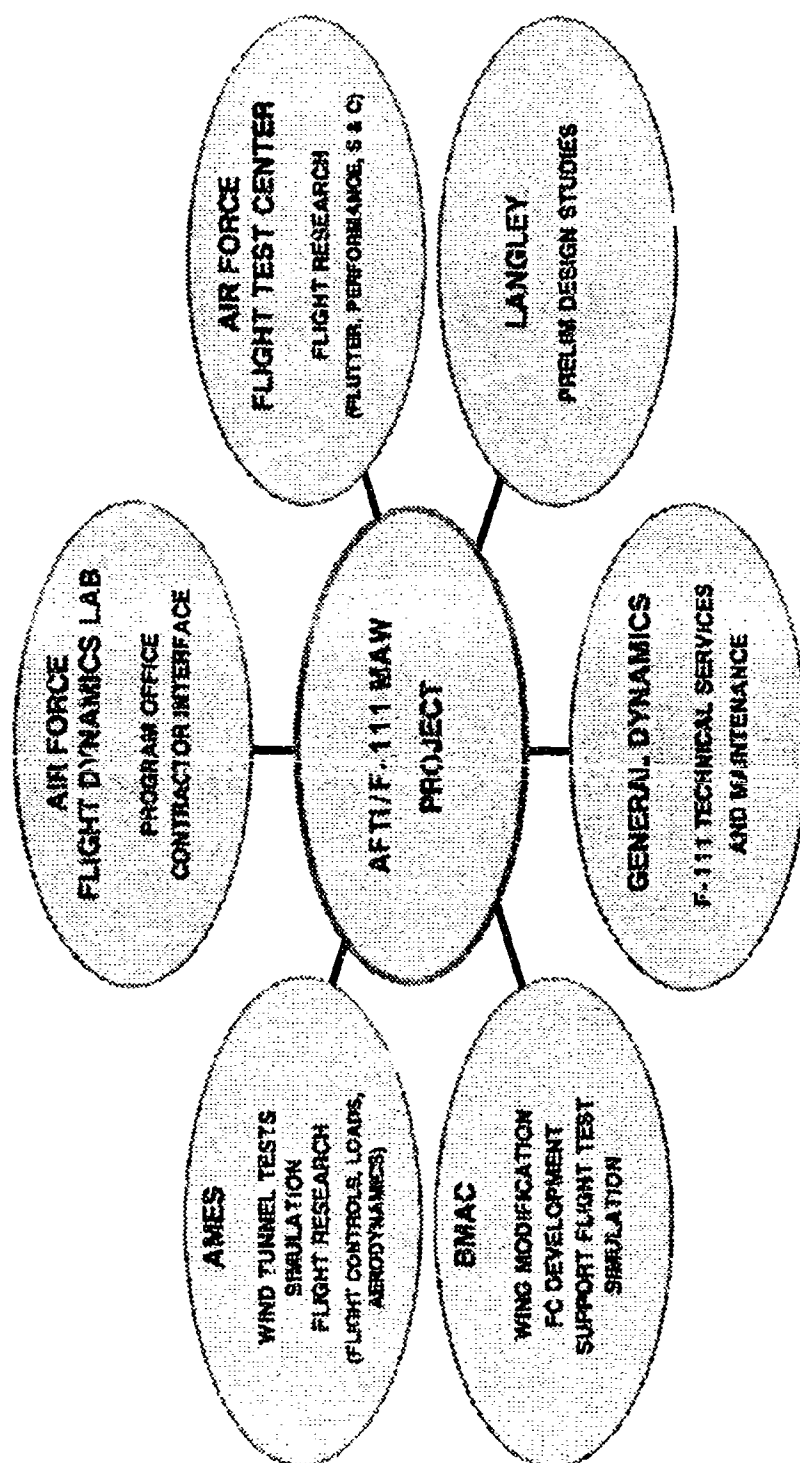 AIR FORCE
FLIGHT DYNAMICS LAB
PROGRAM OFFICE
CONTRACTOR INTERFACE
AMES
WIND TUNNEL TESTS
SIMULATION
FLIGHT RESEARCH
(FLIGHT CONTROLS, LOADS,
AERODYNAMICS)
AIR FORCE
FLIGHT TEST CENTER
FLIGHT RESEARCH
(FLUTTER, PERFORMANCE, S & C)
AFTI/F-111 MAW
PROJECT
BMAC
WING MODIFICATION
FC DEVELOPMENT
SUPPORT FLIGHT TEST
SIMULATION
LANGLEY
PRELIM DESIGN STUDIES
GENERAL DYNAMICS
F-111 TECHNICAL SERVICES
AND MAINTENANCE